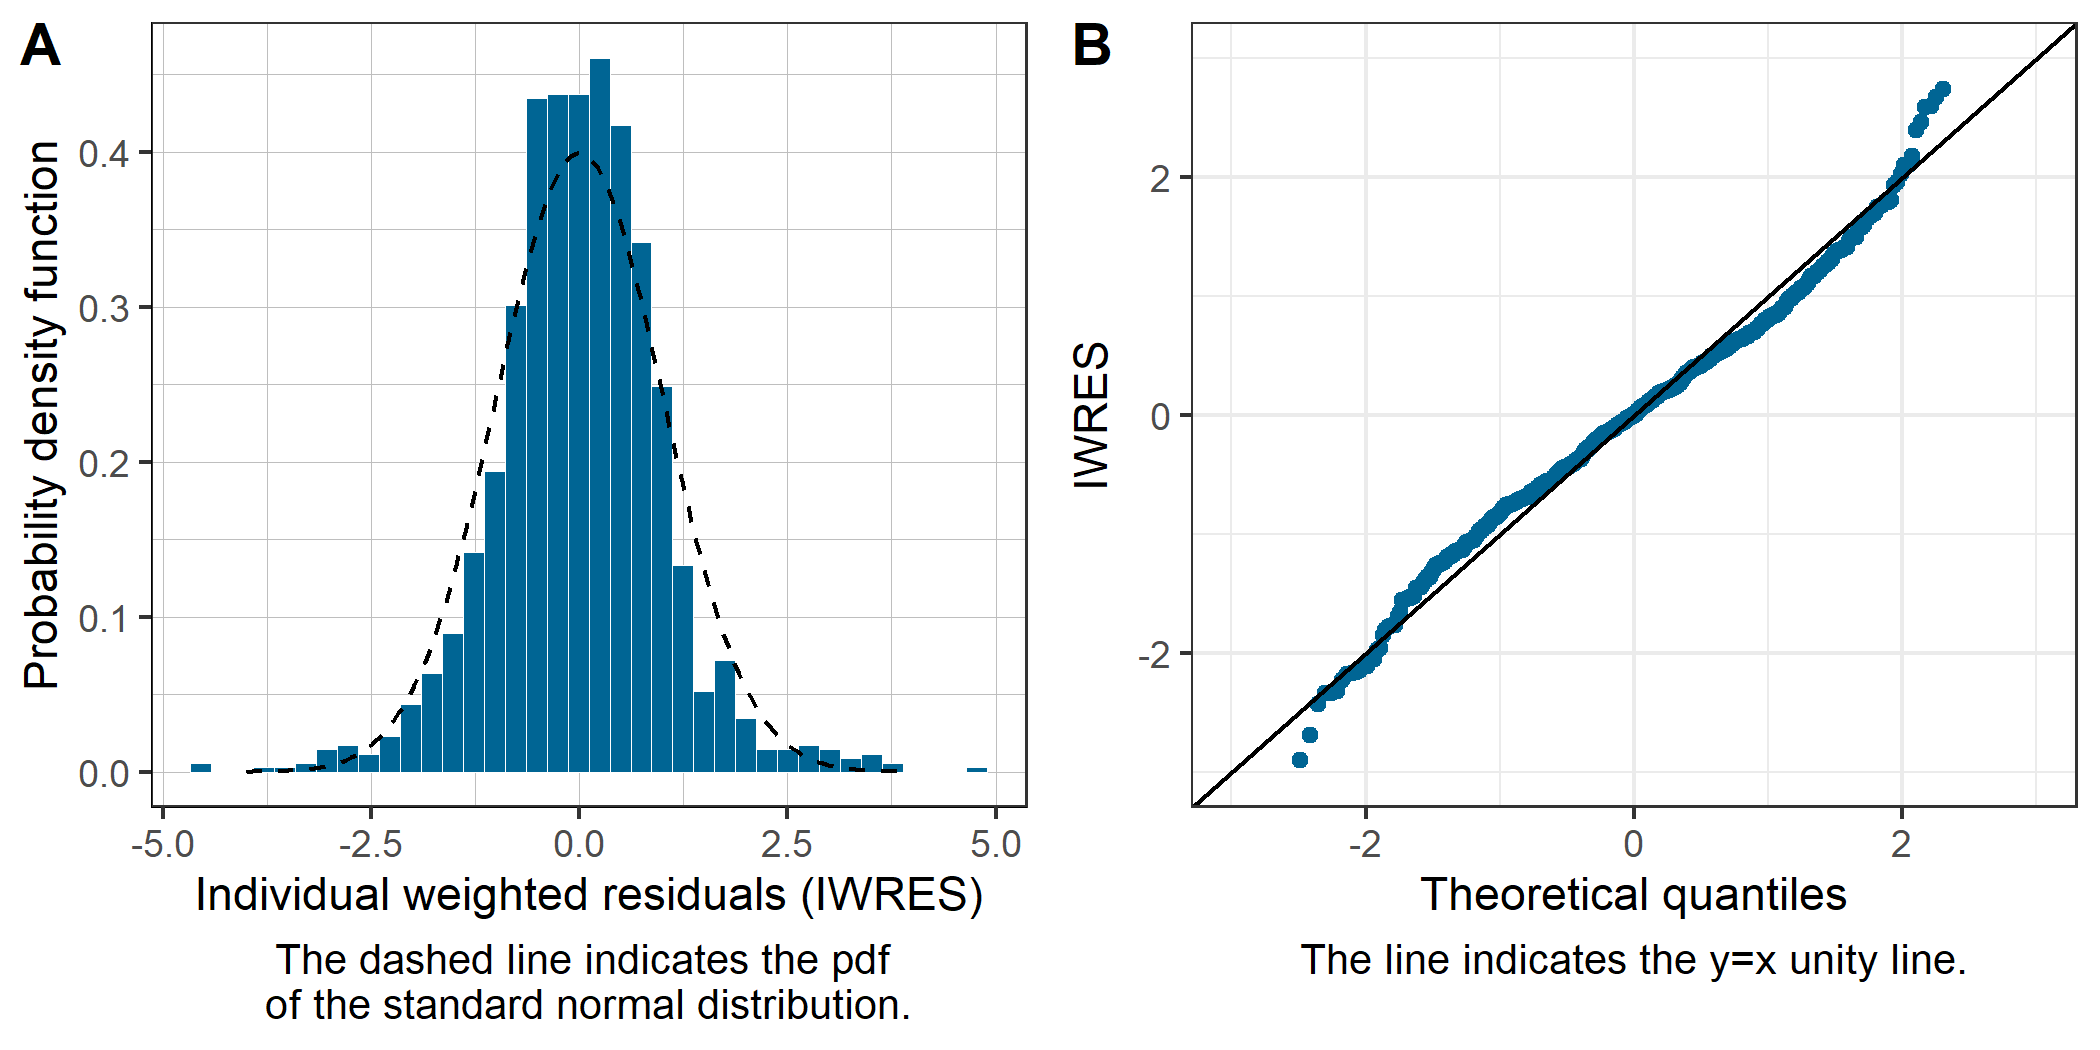 A
Probability density function
0.4
0.3
0.2
0.1
0.0
-5.0 -2.5 0.0 2.5 5.0
Individual weighted residuals (IWRES)
The dashed line indicates the pdf
of the standard normal distribution.
B
IWRES
2
0
-2
-2 0 2
Theoretical quantiles
The line indicates the y=x unity line.